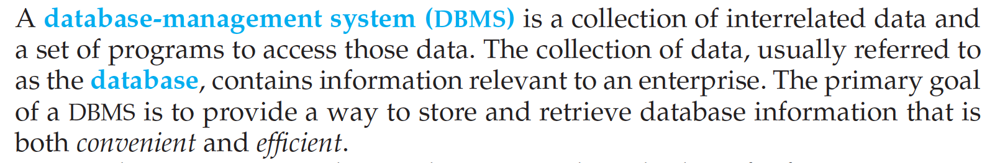 A database-management system (DBMS) is a collection of interrelated data and
a set of programs to access those data. The collection of data, usually referred to
as the database, contains information relevant to an enterprise. The primary goal
of a DBMS is to provide a way to store and retrieve database information that is
both convenient and efficient.